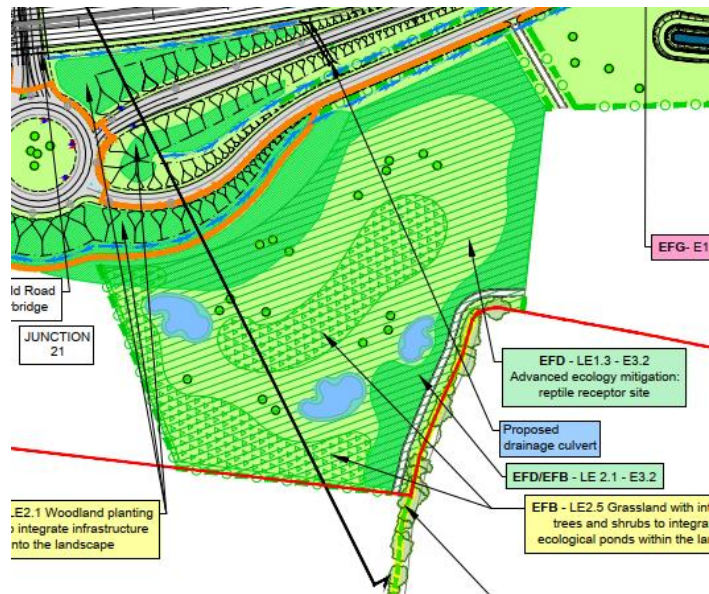 EFG- E1
ld Road
rbridge
JUNCTION
21
EFD - LE1.3 - E3.2
Advanced ecology mitigation:
reptile receptor site
Proposed
drainage culvert
EFD/EFB - LE 2.1 - E3.2
EFB - LE2.5 Grassland with int
trees and shrubs to integra
ecological ponds within the la
LE2.1 Woodland planting
o integrate infrastructure
nto the landscape